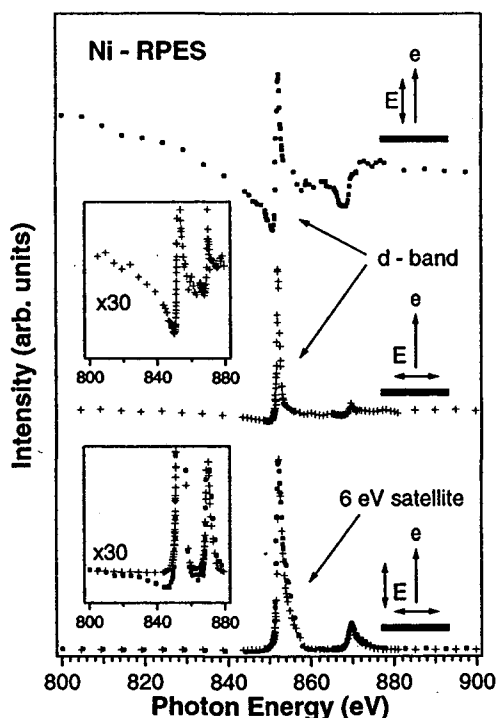 Ni - RPES
e
E
x30
800 840 880
d - band
e
E
x30
800 840 880
6 eV satellite
e
E
Intensity (arb. units)
800 820 840 860 880 900
Photon Energy (eV)